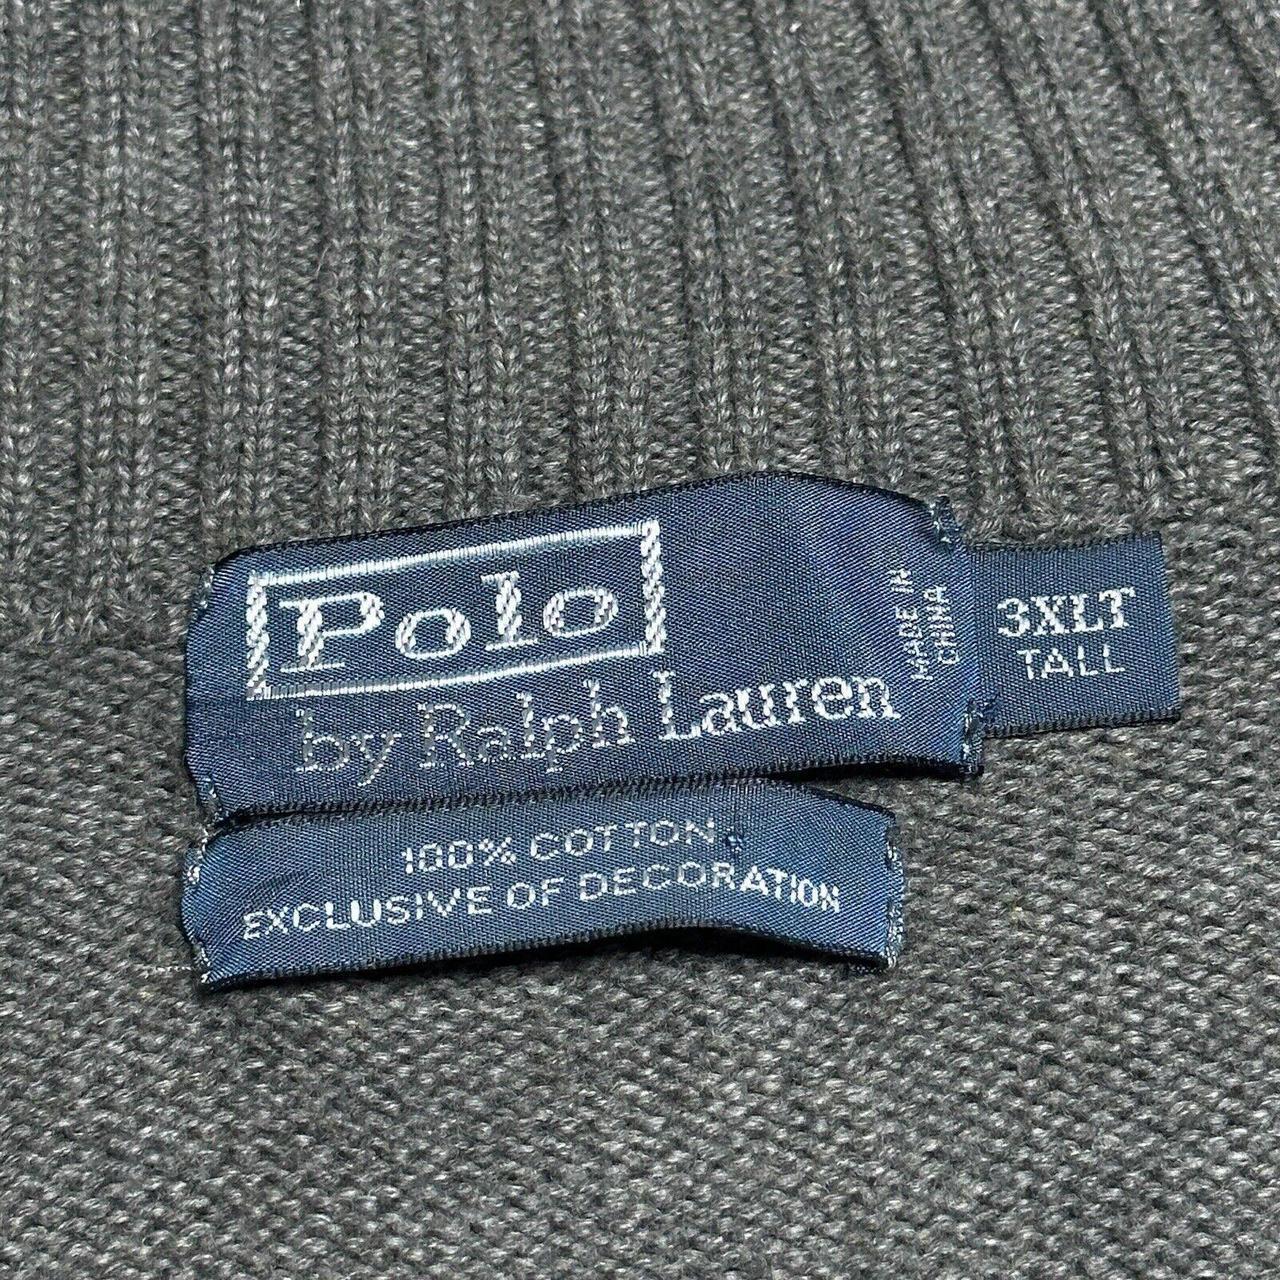 Polo
by Ralph Lauren
MADE IN
CHINA
3XLT
TALL
100% COTTON
EXCLUSIVE OF DECORATION